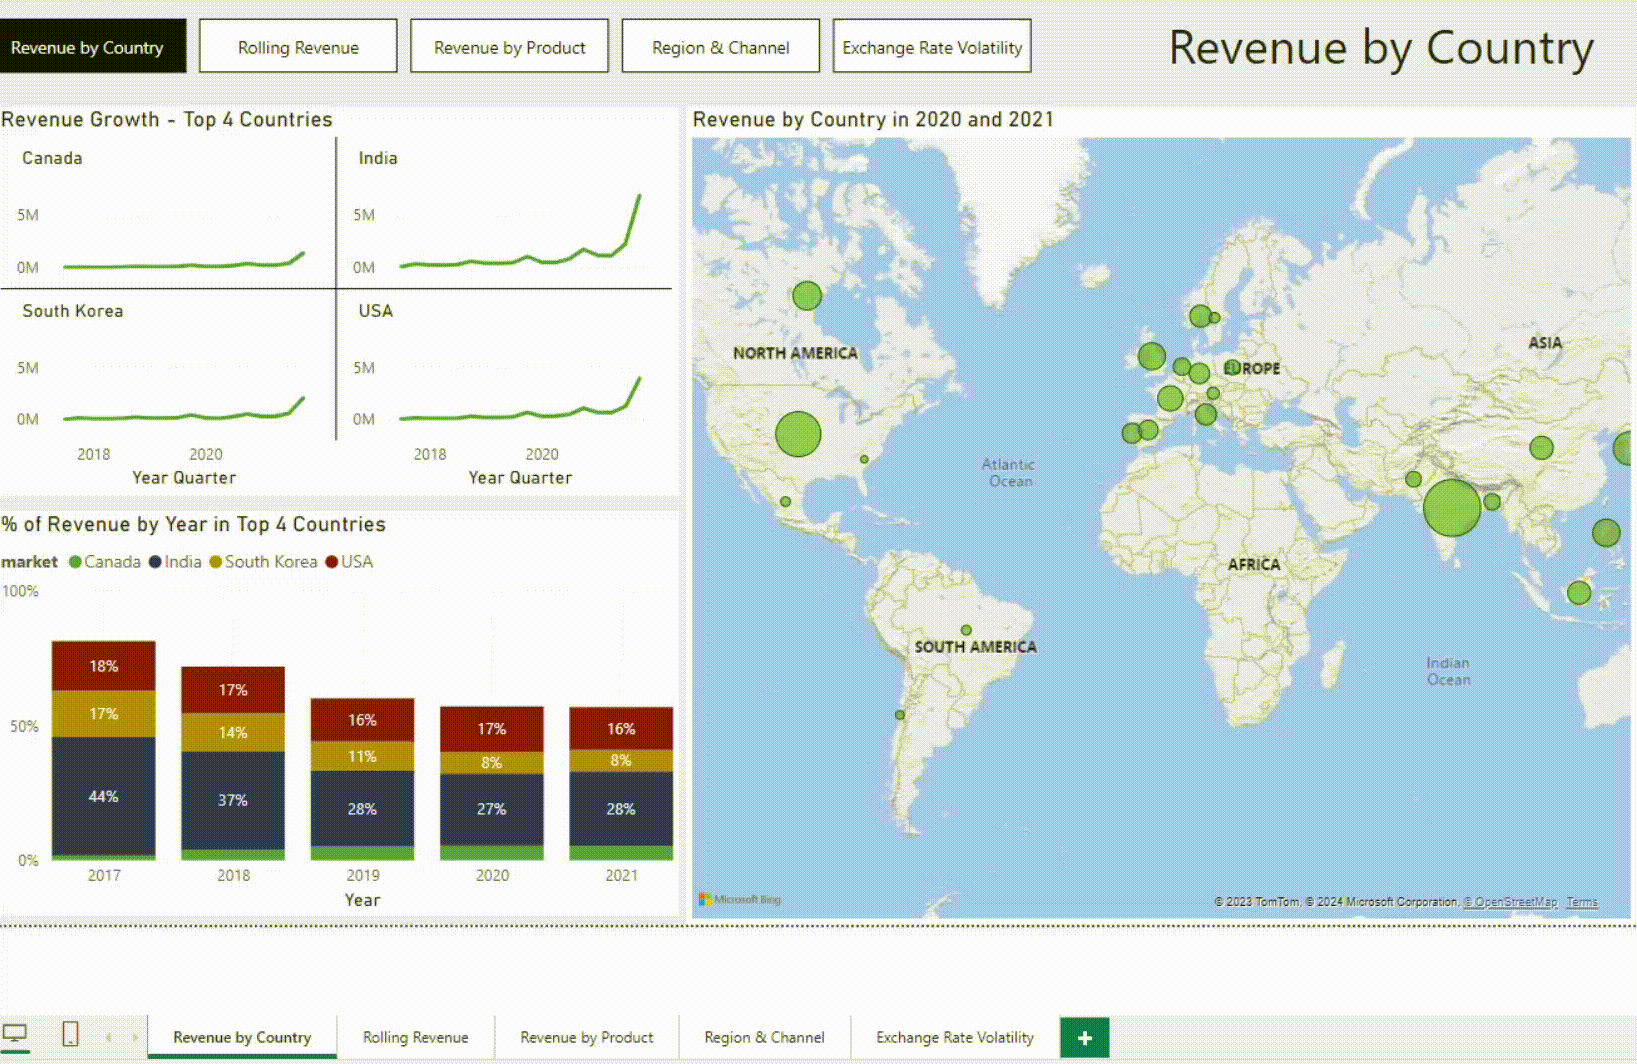 Revenue by Country
Rolling Revenue
Revenue by Product
Region & Channel
Exchange Rate Volatility
Revenue by Country
Revenue Growth - Top 4 Countries
Canada
India
5M
0M
5M
0M
South Korea
USA
5M
0M
5M
0M
2018 2020
Year Quarter
2018 2020
Year Quarter
% of Revenue by Year in Top 4 Countries
market Canada India South Korea USA
100%
50%
0%
18%
17%
44%
17%
14%
37%
16%
11%
28%
17%
8%
27%
16%
8%
28%
2017 2018 2019 2020 2021
Year
Revenue by Country in 2020 and 2021
NORTH AMERICA
EUROPE
ASIA
Atlantic
Ocean
AFRICA
SOUTH AMERICA
Indian
Ocean
Microsoft Bing
© 2023 TomTom, © 2024 Microsoft Corporation, © OpenStreetMap Terms
Revenue by Country
Rolling Revenue
Revenue by Product
Region & Channel
Exchange Rate Volatility